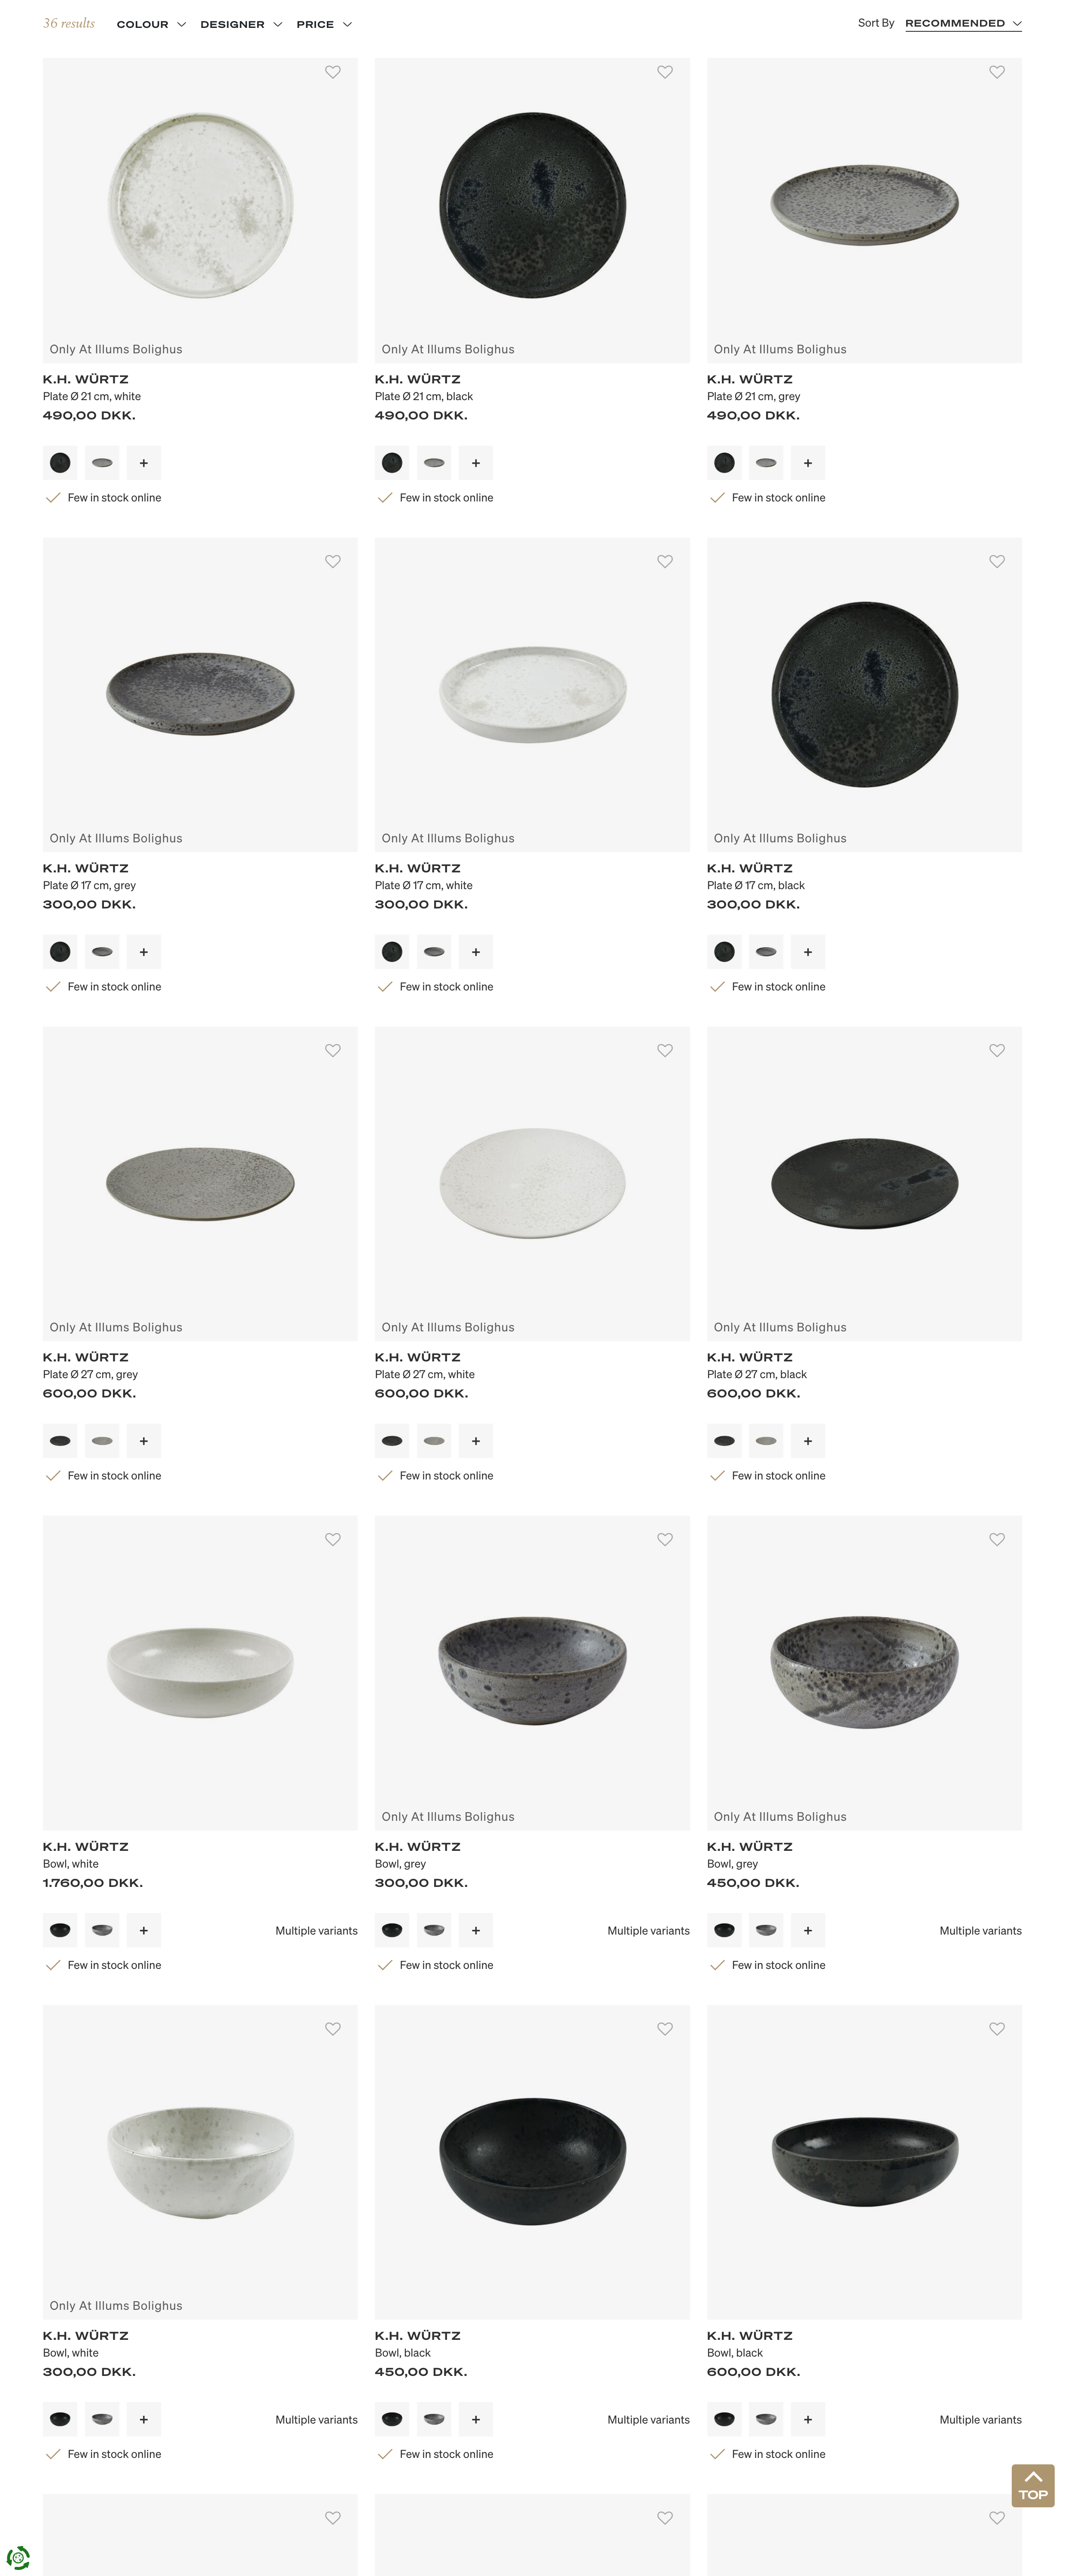 36 results COLOUR DESIGNER PRICE Sort By RECOMMENDED
Only At Illums Bolighus
K.H. WÜRTZ
Plate Ø 21 cm, white
490,00 DKK.
+
Few in stock online
Only At Illums Bolighus
K.H. WÜRTZ
Plate Ø 21 cm, black
490,00 DKK.
+
Few in stock online
Only At Illums Bolighus
K.H. WÜRTZ
Plate Ø 21 cm, grey
490,00 DKK.
+
Few in stock online
Only At Illums Bolighus
K.H. WÜRTZ
Plate Ø 17 cm, grey
300,00 DKK.
+
Few in stock online
Only At Illums Bolighus
K.H. WÜRTZ
Plate Ø 17 cm, white
300,00 DKK.
+
Few in stock online
Only At Illums Bolighus
K.H. WÜRTZ
Plate Ø 17 cm, black
300,00 DKK.
+
Few in stock online
Only At Illums Bolighus
K.H. WÜRTZ
Plate Ø 27 cm, grey
600,00 DKK.
+
Few in stock online
Only At Illums Bolighus
K.H. WÜRTZ
Plate Ø 27 cm, white
600,00 DKK.
+
Few in stock online
Only At Illums Bolighus
K.H. WÜRTZ
Plate Ø 27 cm, black
600,00 DKK.
+
Few in stock online
K.H. WÜRTZ
Bowl, white
1.760,00 DKK.
+ Multiple variants
Few in stock online
Only At Illums Bolighus
K.H. WÜRTZ
Bowl, grey
300,00 DKK.
+ Multiple variants
Few in stock online
Only At Illums Bolighus
K.H. WÜRTZ
Bowl, grey
450,00 DKK.
+ Multiple variants
Few in stock online
Only At Illums Bolighus
K.H. WÜRTZ
Bowl, white
300,00 DKK.
+ Multiple variants
Few in stock online
K.H. WÜRTZ
Bowl, black
450,00 DKK.
+ Multiple variants
Few in stock online
K.H. WÜRTZ
Bowl, black
600,00 DKK.
+ Multiple variants
Few in stock online
TOP